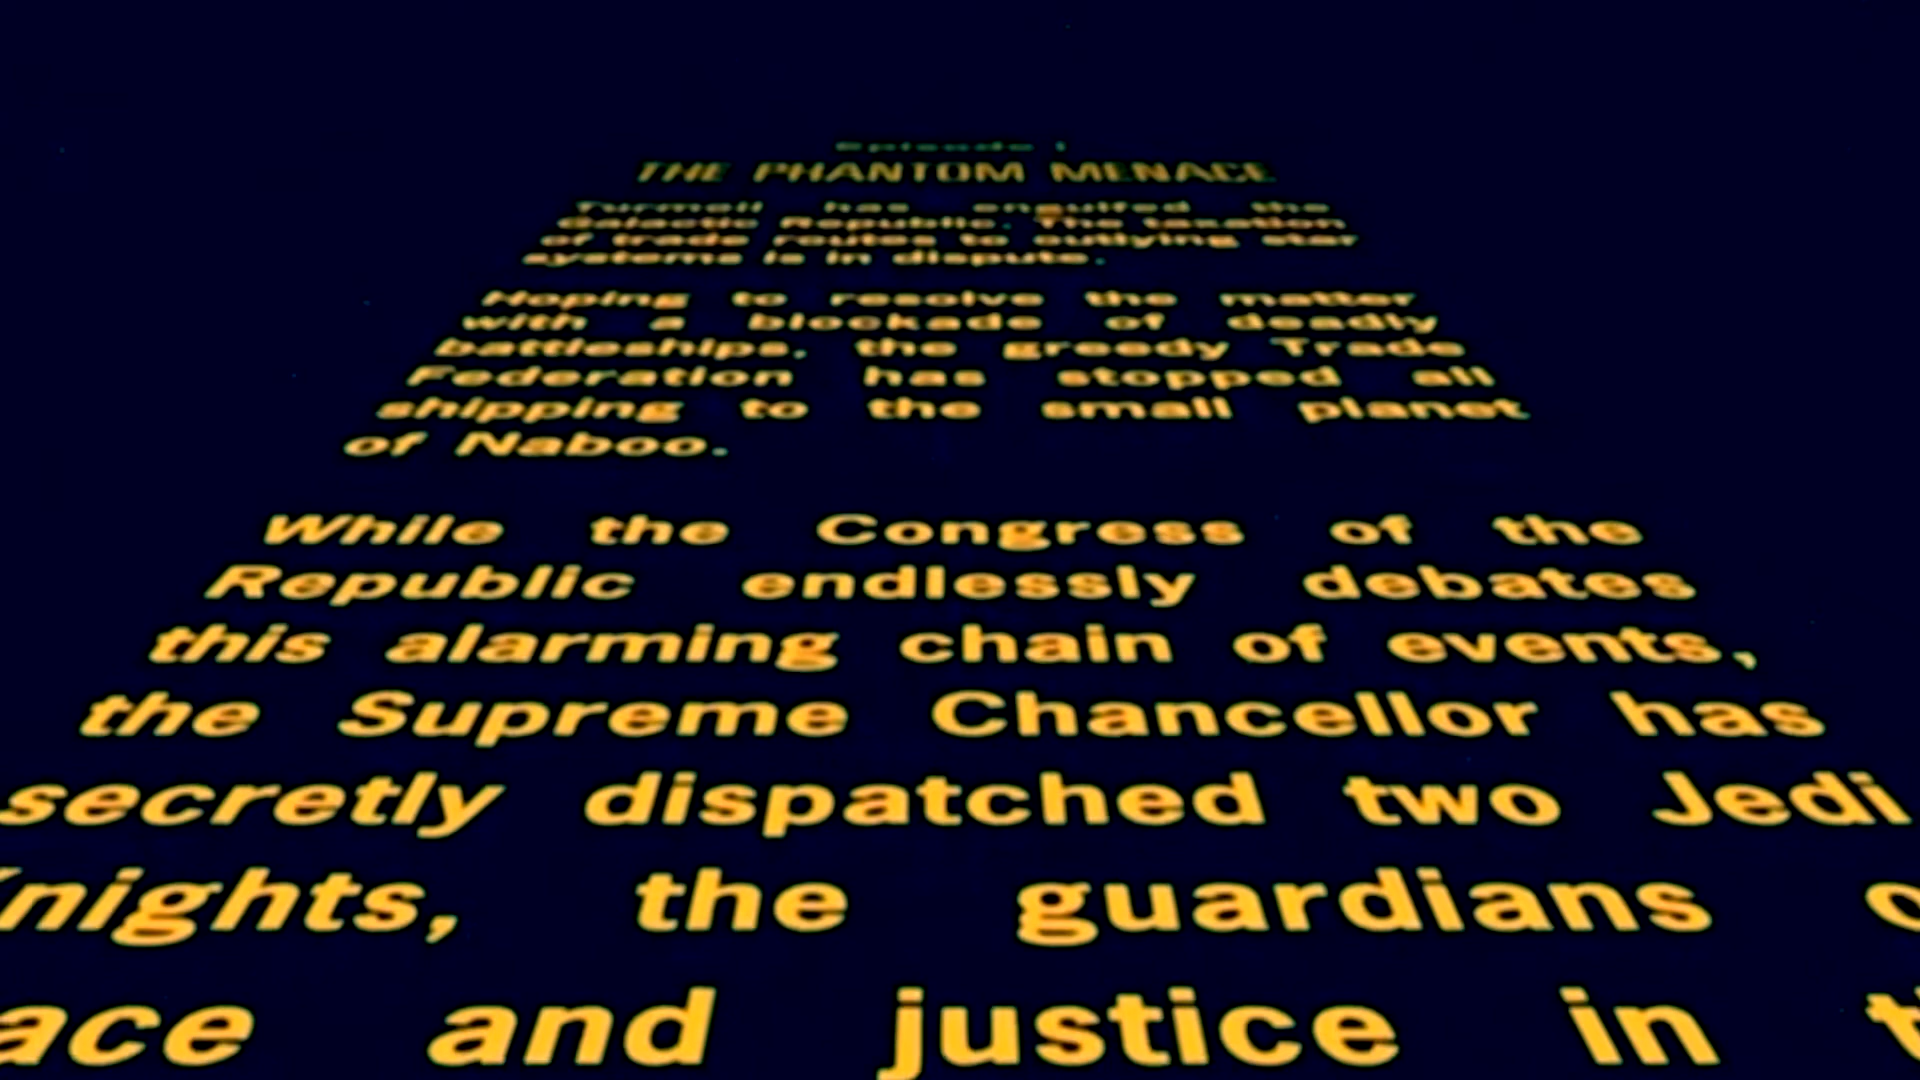 Episode I
THE PHANTOM MENACE
Turmoil has engulfed the
Galactic Republic. The taxation
of trade routes to outlying star
systems is in dispute.
Hoping to resolve the matter
with a blockade of deadly
battleships, the greedy Trade
Federation has stopped all
shipping to the small planet
of Naboo.
While the Congress of the
Republic endlessly debates
this alarming chain of events,
the Supreme Chancellor has
secretly dispatched two Jedi
Knights, the guardians
and justice in